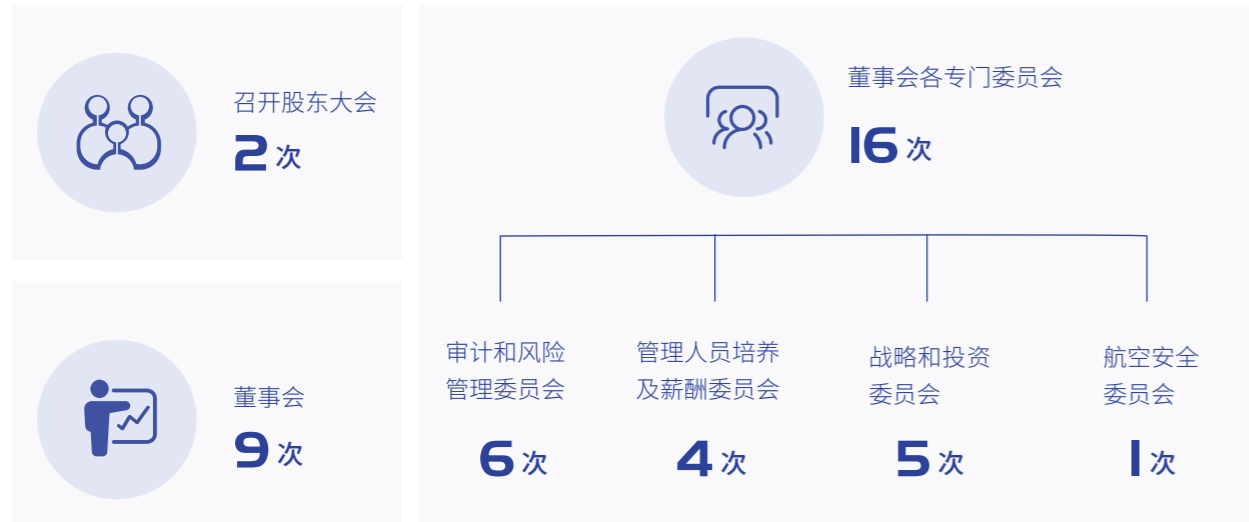 召开股东大会
2 次
董事会
9 次
董事会各专门委员会
16 次
审计和风险
管理委员会
6 次
管理人员培养
及薪酬委员会
4 次
战略和投资
委员会
5 次
航空安全
委员会
1 次